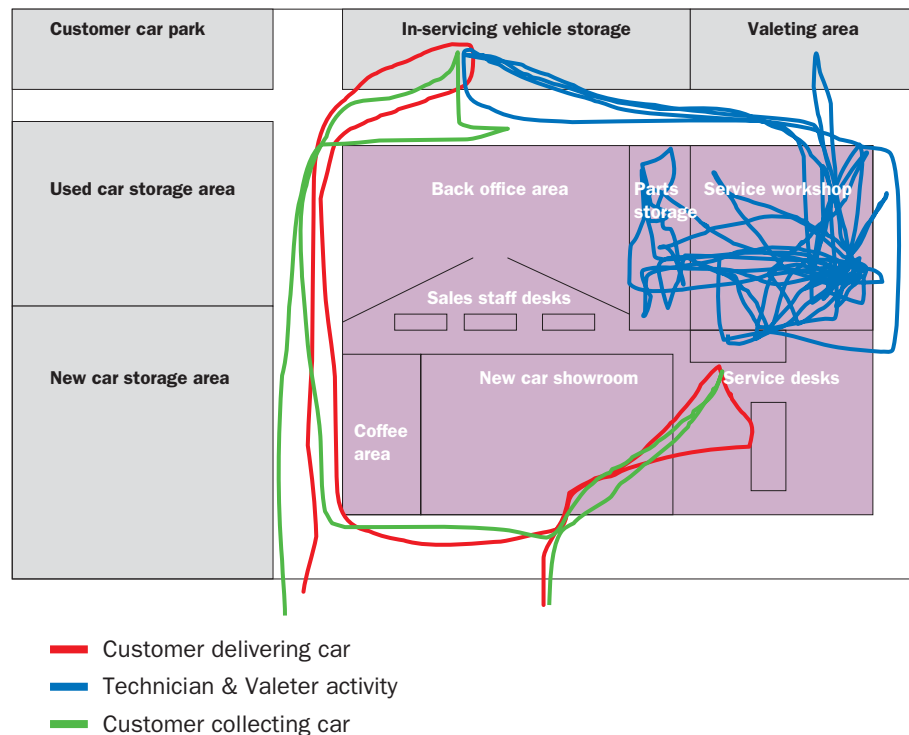 Customer car park
In-servicing vehicle storage
Valeting area
Used car storage area
Back office area
Parts
storage
Service workshop
Sales staff desks
New car storage area
New car showroom
Service desks
Coffee
area
Customer delivering car
Technician & Valeter activity
Customer collecting car